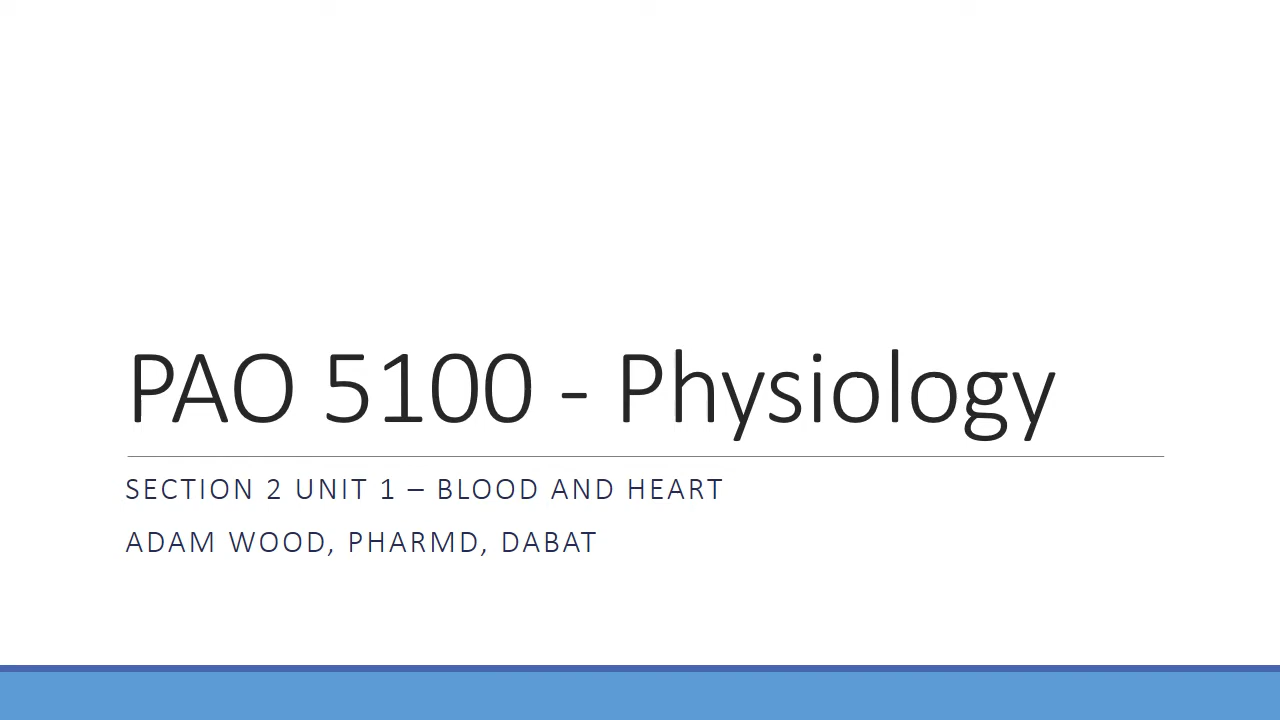 PAO 5100 - Physiology
SECTION 2 UNIT 1 – BLOOD AND HEART
ADAM WOOD, PHARMD, DABAT